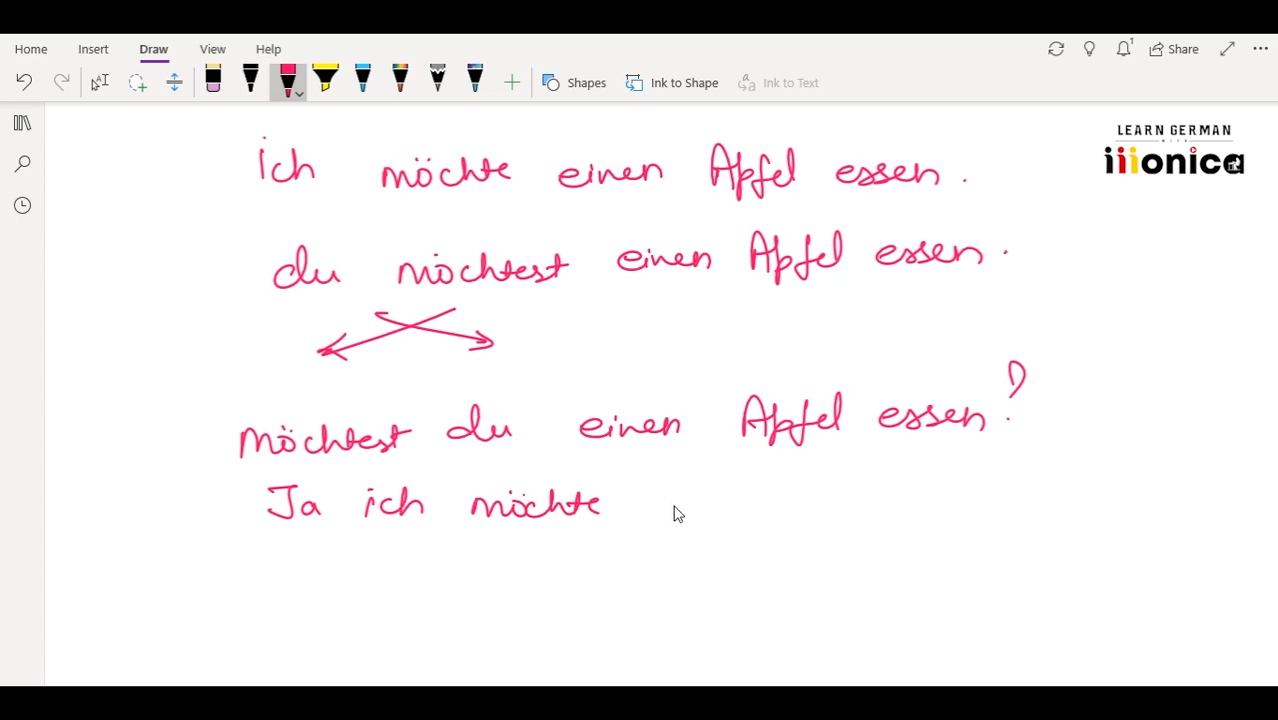 Home Insert Draw View Help
1 Share
Shapes Ink to Shape Ink to Text
LEARN GERMAN
iiionica
ich möchte einen Apfel essen.
du möchtest einen Apfel essen.
Möchtest du einen Apfel essen?
Ja ich möchte